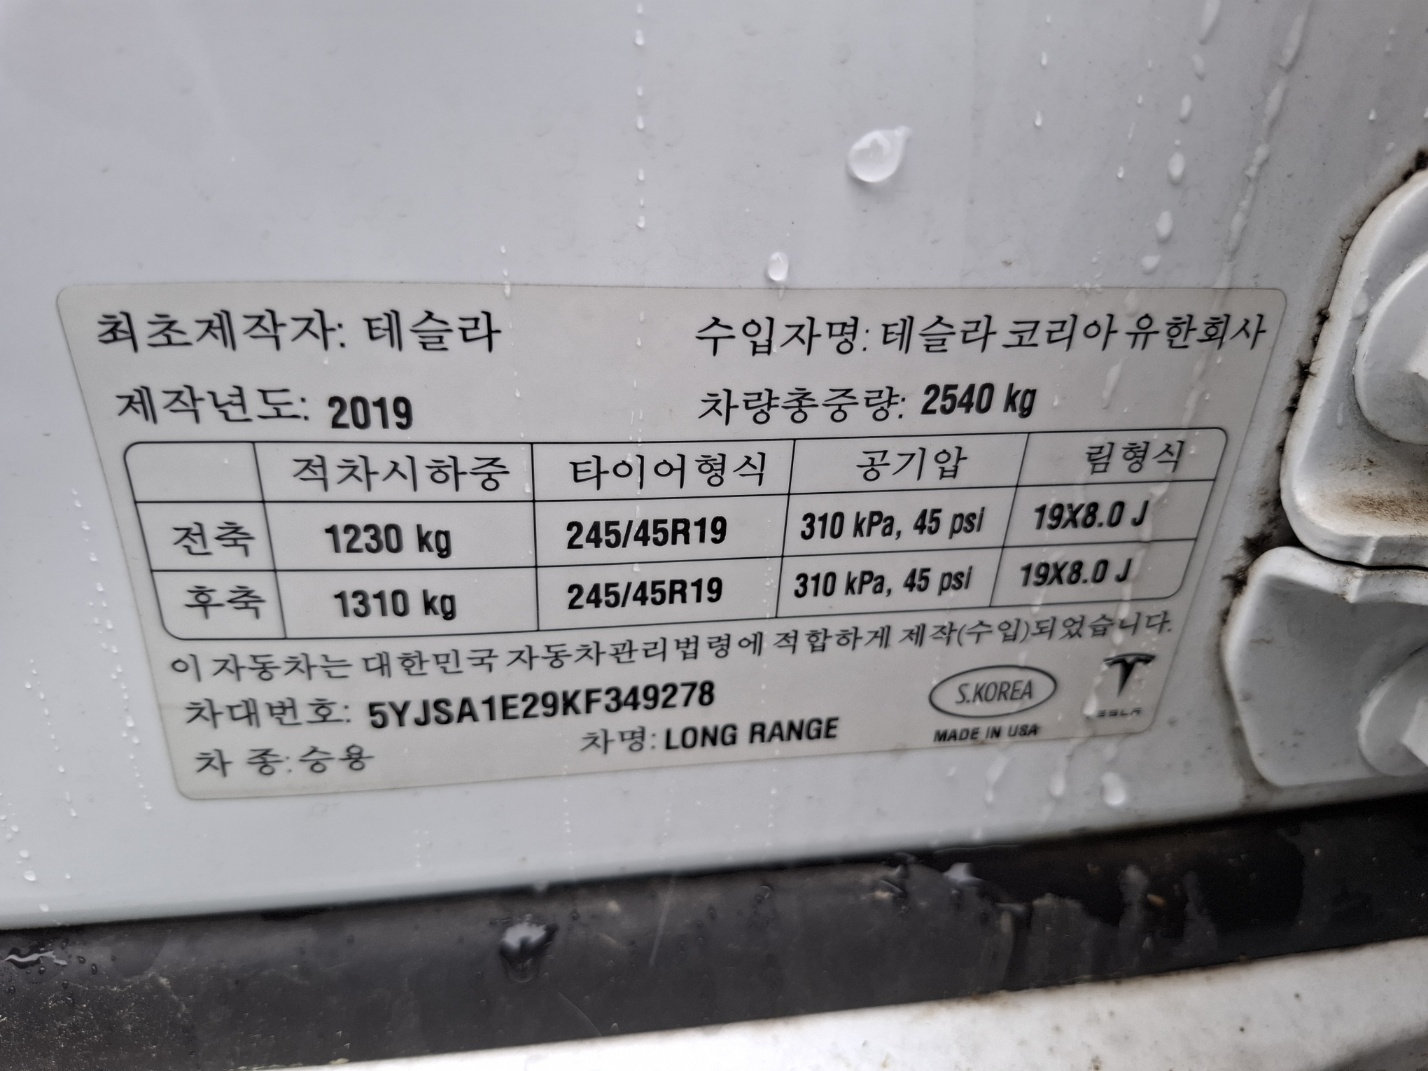 최초제작자: 테슬라 수입자명: 테슬라 코리아 유한회사
제작년도: 2019 차량총중량: 2540 kg
적차시하중 타이어형식 공기압 림형식
전축 1230 kg 245/45R19 310 kPa, 45 psi 19X8.0 J
후축 1310 kg 245/45R19 310 kPa, 45 psi 19X8.0 J
이 자동차는 대한민국 자동차관리법령에 적합하게 제작(수입)되었습니다.
차대번호: 5YJSA1E29KF349278 S.KOREA TESLA
차 종: 승용 차명: LONG RANGE MADE IN USA